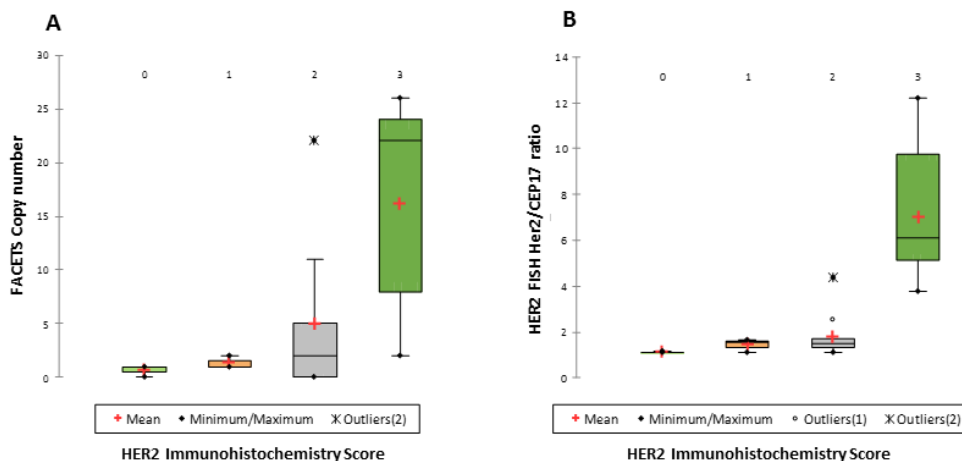 A
FACETS Copy number
30
25
20
15
10
5
0
0 1 2 3
Mean Minimum/Maximum Outliers(2)
HER2 Immunohistochemistry Score
B
HER2 FISH Her2/CEP17 ratio
14
12
10
8
6
4
2
0
0 1 2 3
Mean Minimum/Maximum Outliers(1) Outliers(2)
HER2 Immunohistochemistry Score